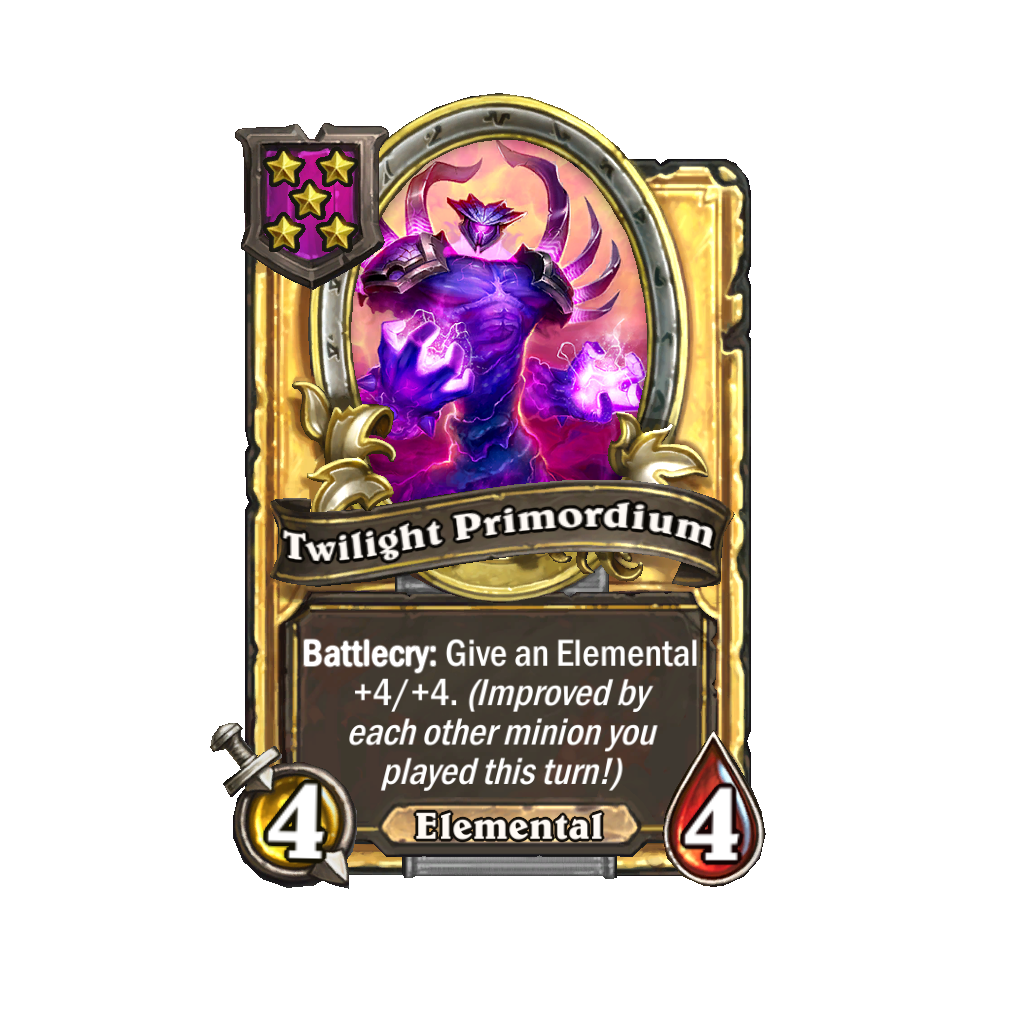 Twilight Primordium
Battlecry: Give an Elemental
+4/+4. (Improved by
each other minion you
played this turn!)
4
Elemental
4